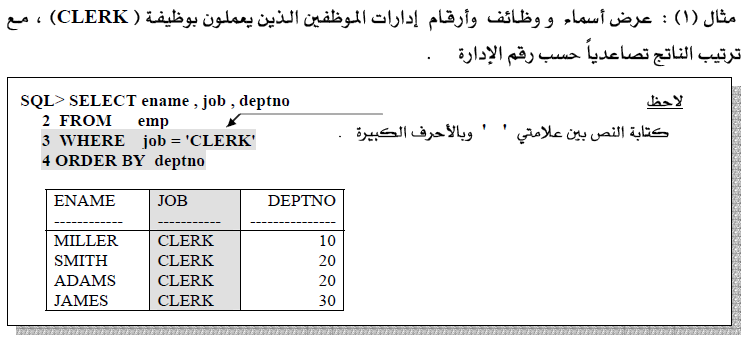 مثال (١) : عرض أسماء و وظائف وأرقام إدارات الموظفين الذين يعملون بوظيفة ( CLERK) ، مع
ترتيب الناتج تصاعدياً حسب رقم الإدارة .
SQL> SELECT ename , job , deptno
لاحظ
2 FROM emp
كتابة النص بين علامتي ' ' وبالأحرف الكبيرة .
3 WHERE job = 'CLERK'
4 ORDER BY deptno
ENAME JOB DEPTNO
------------ ----------- ---------------
MILLER CLERK 10
SMITH CLERK 20
ADAMS CLERK 20
JAMES CLERK 30